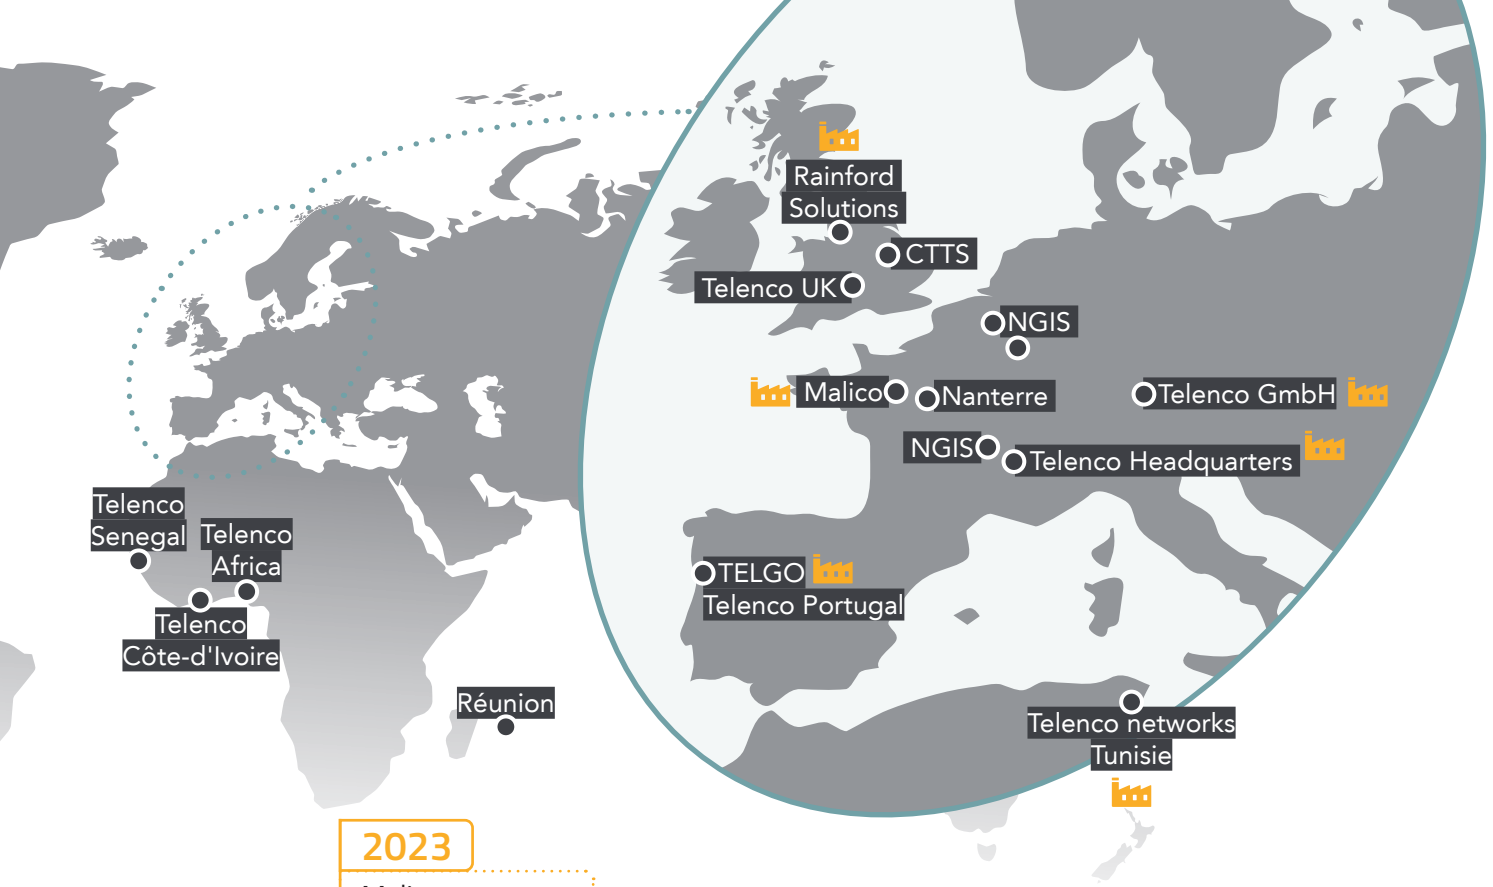 Rainford
Solutions
CTTS
Telenco UK
NGIS
Malico
Nanterre
Telenco GmbH
NGIS
Telenco Headquarters
Telenco
Senegal
Telenco
Africa
TELGO
Telenco Portugal
Telenco
Côte-d'Ivoire
Réunion
Telenco networks
Tunisie
2023